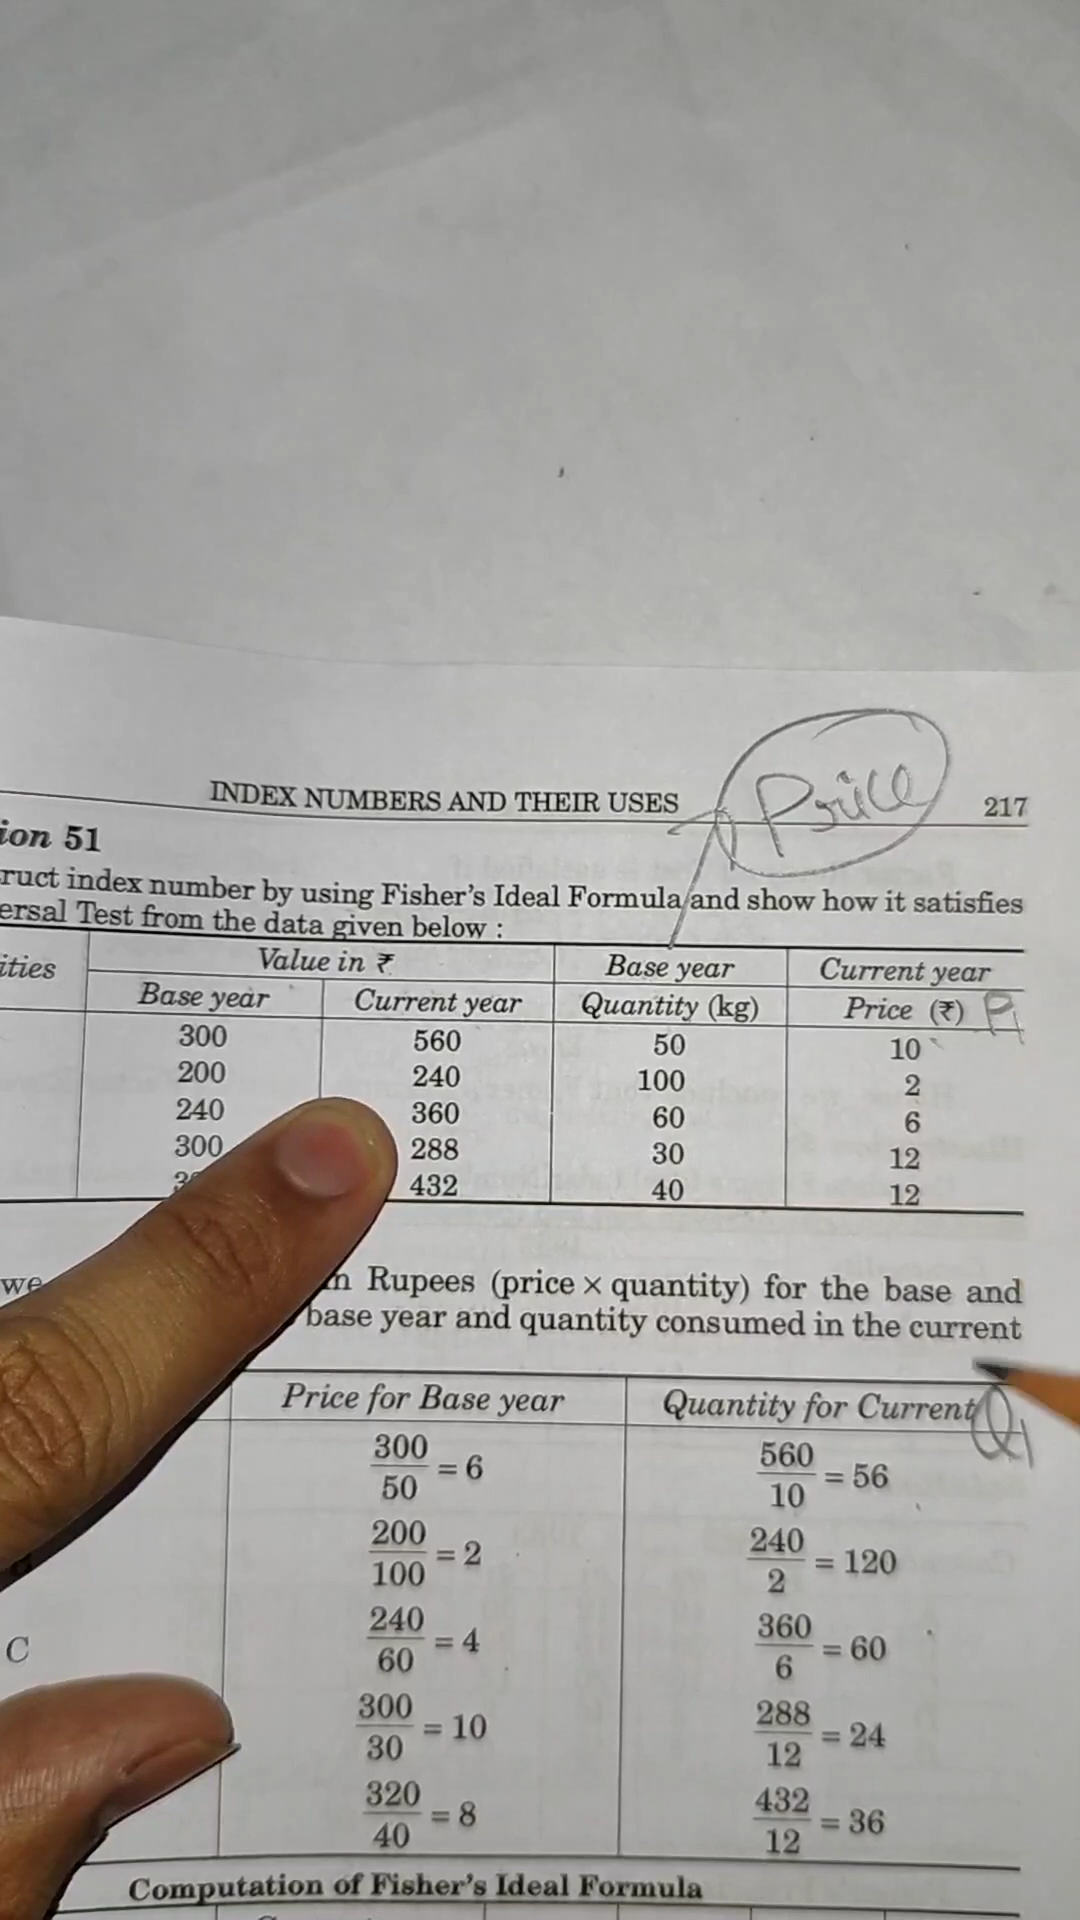 Price
INDEX NUMBERS AND THEIR USES 217
ion 51
ruct index number by using Fisher's Ideal Formula and show how it satisfies
ersal Test from the data given below :
ities Value in ₹ Base year Current year
Base year Current year Quantity (kg) Price (₹) P1
300 560 50 10
200 240 100 2
240 360 60 6
300 288 30 12
432 40 12
we n Rupees (price × quantity) for the base and
base year and quantity consumed in the current
Price for Base year Quantity for Current Q1
300/50 = 6 560/10 = 56
200/100 = 2 240/2 = 120
C 240/60 = 4 360/6 = 60
300/30 = 10 288/12 = 24
320/40 = 8 432/12 = 36
Computation of Fisher's Ideal Formula